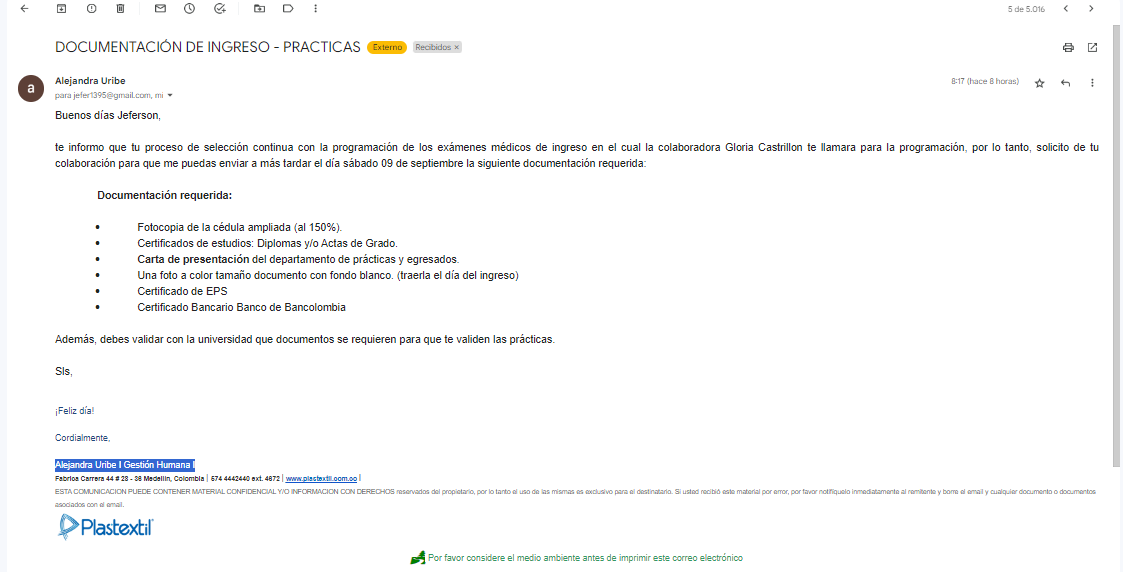 5 de 5.016
DOCUMENTACIÓN DE INGRESO - PRACTICAS Externo Recibidos ×
a
Alejandra Uribe
8:17 (hace 8 horas)
para jefer1395@gmail.com, mi
Buenos días Jeferson,
te informo que tu proceso de selección continua con la programación de los exámenes médicos de ingreso en el cual la colaboradora Gloria Castrillon te llamara para la programación, por lo tanto, solicito de tu
colaboración para que me puedas enviar a más tardar el día sábado 09 de septiembre la siguiente documentación requerida:
Documentación requerida:
• Fotocopia de la cédula ampliada (al 150%).
• Certificados de estudios: Diplomas y/o Actas de Grado.
• Carta de presentación del departamento de prácticas y egresados.
• Una foto a color tamaño documento con fondo blanco. (traerla el día del ingreso)
• Certificado de EPS
• Certificado Bancario Banco de Bancolombia
Además, debes validar con la universidad que documentos se requieren para que te validen las prácticas.
Sls,
¡Feliz día!
Cordialmente,
Alejandra Uribe I Gestión Humana I
Fabrica Carrera 44 # 23 - 36 Medellín, Colombia | 574 4442440 ext. 4672 | www.plastextil.com.co |
ESTA COMUNICACION PUEDE CONTENER MATERIAL CONFIDENCIAL Y/O INFORMACION CON DERECHOS reservados del propietario, por lo tanto el uso de las mismas es exclusivo para el destinatario. Si usted recibió este material por error, por favor notifíquelo inmediatamente al remitente y borre el email y cualquier documento o documentos
asociados con el email.
Plastextil
Por favor considere el medio ambiente antes de imprimir este correo electrónico